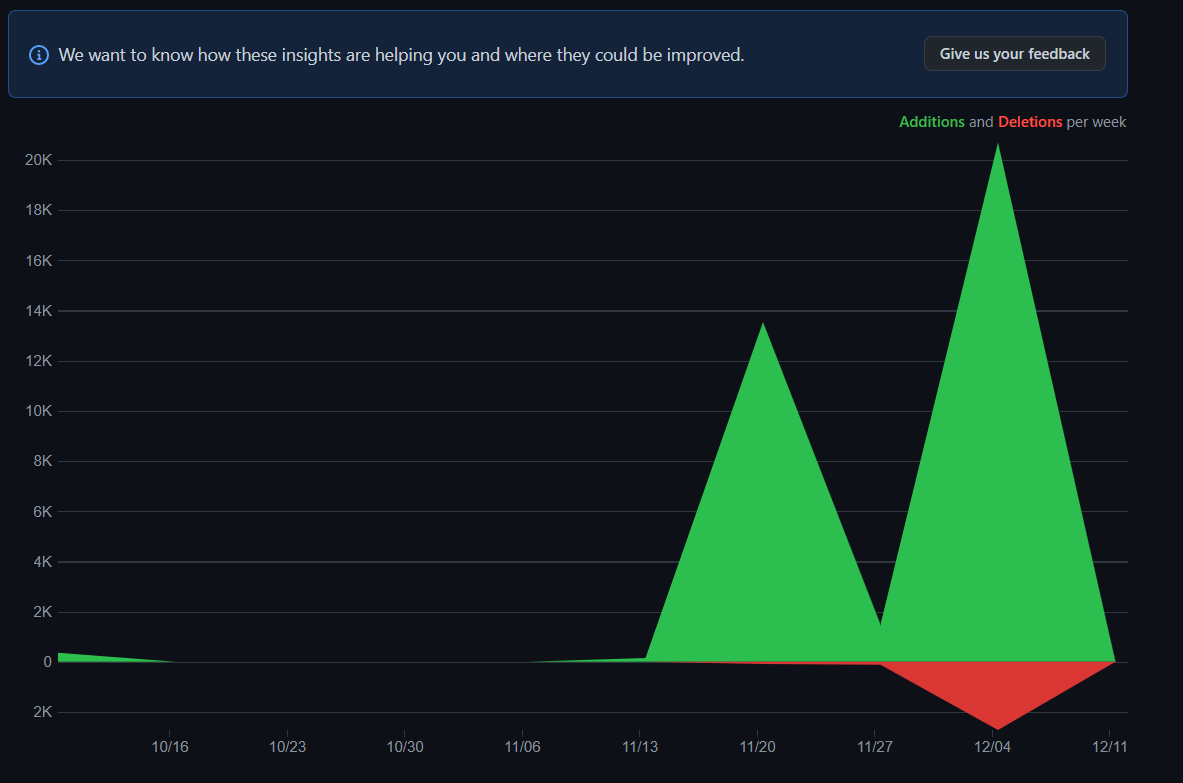 We want to know how these insights are helping you and where they could be improved.
Give us your feedback
Additions and Deletions per week
20K
18K
16K
14K
12K
10K
8K
6K
4K
2K
0
2K
10/16 10/23 10/30 11/06 11/13 11/20 11/27 12/04 12/11